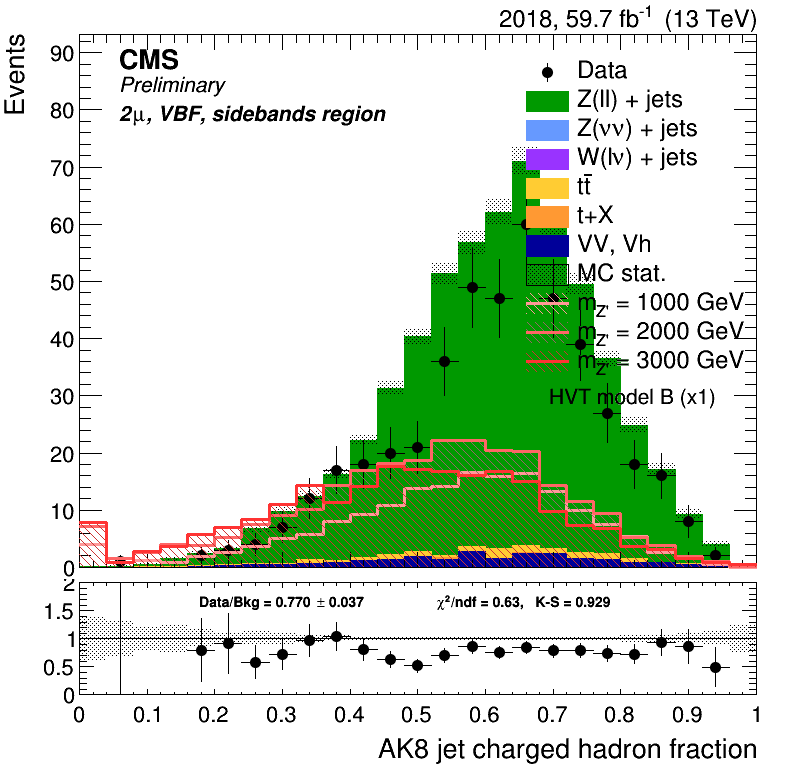 2018, 59.7 fb⁻¹ (13 TeV)
Events
CMS
Preliminary
2μ, VBF, sidebands region
Data
Z(ll) + jets
Z(νν) + jets
W(lν) + jets
tt̄
t+X
VV, Vh
MC stat.
m_Z' = 1000 GeV
m_Z' = 2000 GeV
m_Z' = 3000 GeV
HVT model B (x1)
90
80
70
60
50
40
30
20
10
0
Data/Bkg = 0.770 ± 0.037 χ²/ndf = 0.63, K-S = 0.929
2
1.5
1
0.5
0
0 0.1 0.2 0.3 0.4 0.5 0.6 0.7 0.8 0.9 1
AK8 jet charged hadron fraction